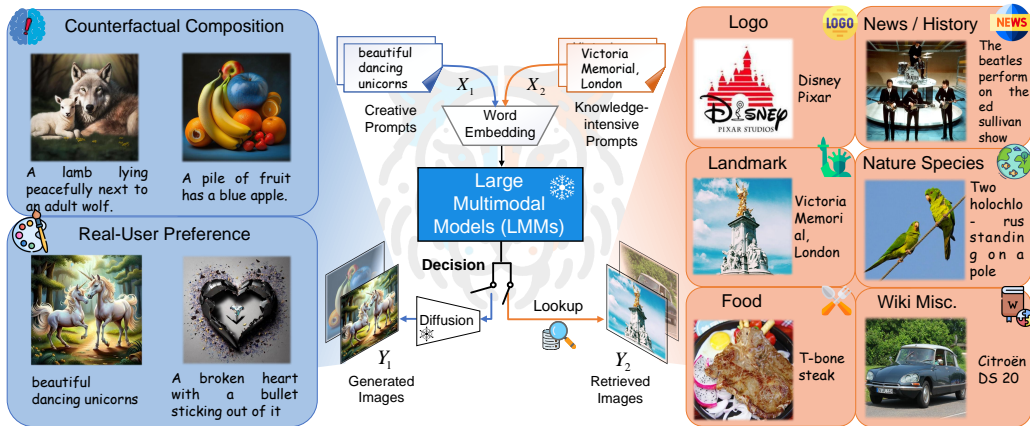 Counterfactual Composition
A lamb lying
peacefully next to
an adult wolf.
A pile of fruit
has a blue apple.
Real-User Preference
beautiful
dancing unicorns
A broken heart
with a bullet
sticking out of it
beautiful
dancing
unicorns
Creative
Prompts
X1
X2
Victoria
Memorial,
London
Knowledge-
intensive
Prompts
Word
Embedding
Large
Multimodal
Models (LMMs)
Decision
Diffusion
Lookup
Y1
Generated
Images
Y2
Retrieved
Images
Logo
LOGO
DISNEY
PIXAR STUDIOS
Disney
Pixar
News / History
NEWS
The
beatles
perform
on the
ed
sullivan
show
Landmark
Victoria
Memori
al,
London
Nature Species
Two
holochlo
- rus
standin
g on a
pole
Food
T-bone
steak
Wiki Misc.
W
Citroën
DS 20